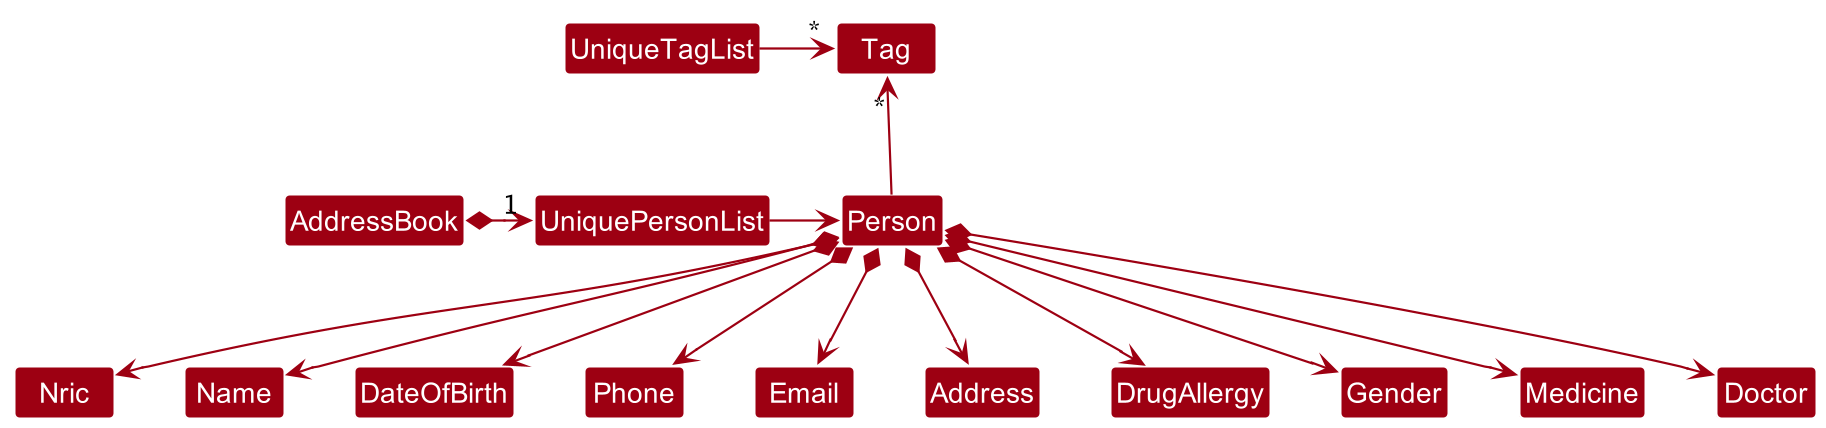 UniqueTagList
*
Tag
*
AddressBook
1
UniquePersonList
Person
Nric
Name
DateOfBirth
Phone
Email
Address
DrugAllergy
Gender
Medicine
Doctor